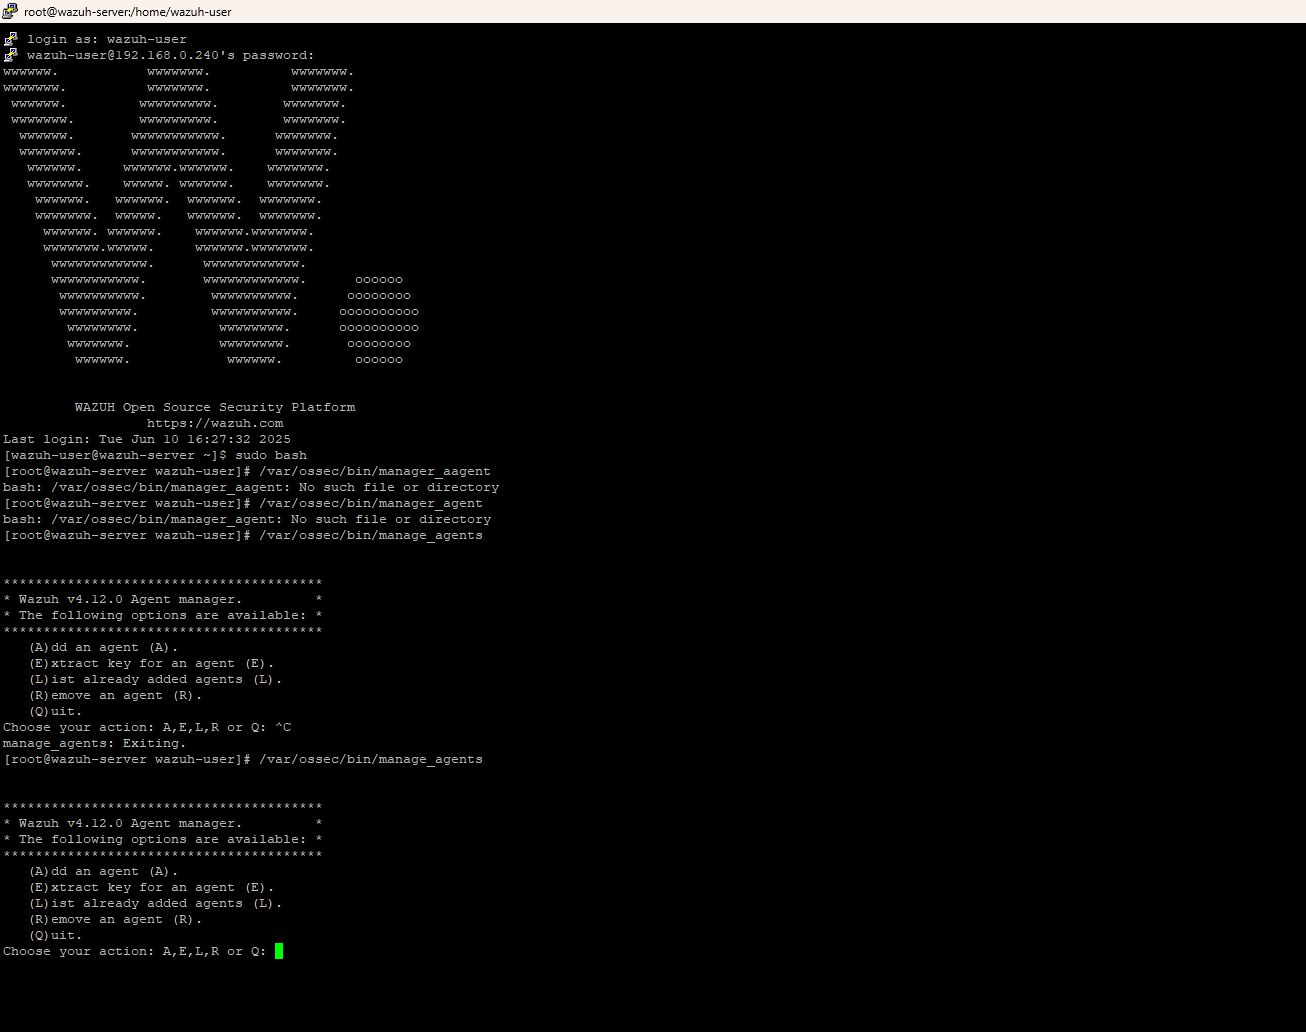 root@wazuh-server:/home/wazuh-user
login as: wazuh-user
wazuh-user@192.168.0.240's password:
wwwwww.           wwwwwww.          wwwwwww.
wwwwwww.          wwwwwww.          wwwwwww.
 wwwwww.         wwwwwwwww.        wwwwwww.
 wwwwwww.        wwwwwwwww.        wwwwwww.
  wwwwww.       wwwwwwwwwww.      wwwwwww.
  wwwwwww.      wwwwwwwwwww.      wwwwwww.
   wwwwww.     wwwwww.wwwwww.    wwwwwww.
   wwwwwww.    wwwww. wwwwww.    wwwwwww.
    wwwwww.   wwwwww.  wwwwww.  wwwwwww.
    wwwwwww.  wwwww.   wwwwww.  wwwwwww.
     wwwwww. wwwwww.    wwwwww.wwwwwww.
     wwwwwww.wwwww.     wwwwww.wwwwwww.
      wwwwwwwwwwww.      wwwwwwwwwwww.
      wwwwwwwwwww.       wwwwwwwwwwww.      oooooo
       wwwwwwwwww.        wwwwwwwwww.      oooooooo
       wwwwwwwww.         wwwwwwwwww.     oooooooooo
        wwwwwwww.          wwwwwwww.      oooooooooo
        wwwwwww.           wwwwwwww.       oooooooo
         wwwwww.            wwwwww.         oooooo
WAZUH Open Source Security Platform
https://wazuh.com
Last login: Tue Jun 10 16:27:32 2025
[wazuh-user@wazuh-server ~]$ sudo bash
[root@wazuh-server wazuh-user]# /var/ossec/bin/manager_aagent
bash: /var/ossec/bin/manager_aagent: No such file or directory
[root@wazuh-server wazuh-user]# /var/ossec/bin/manager_agent
bash: /var/ossec/bin/manager_agent: No such file or directory
[root@wazuh-server wazuh-user]# /var/ossec/bin/manage_agents
****************************************
* Wazuh v4.12.0 Agent manager.         *
* The following options are available: *
****************************************
   (A)dd an agent (A).
   (E)xtract key for an agent (E).
   (L)ist already added agents (L).
   (R)emove an agent (R).
   (Q)uit.
Choose your action: A,E,L,R or Q: ^C
manage_agents: Exiting.
[root@wazuh-server wazuh-user]# /var/ossec/bin/manage_agents
****************************************
* Wazuh v4.12.0 Agent manager.         *
* The following options are available: *
****************************************
   (A)dd an agent (A).
   (E)xtract key for an agent (E).
   (L)ist already added agents (L).
   (R)emove an agent (R).
   (Q)uit.
Choose your action: A,E,L,R or Q: